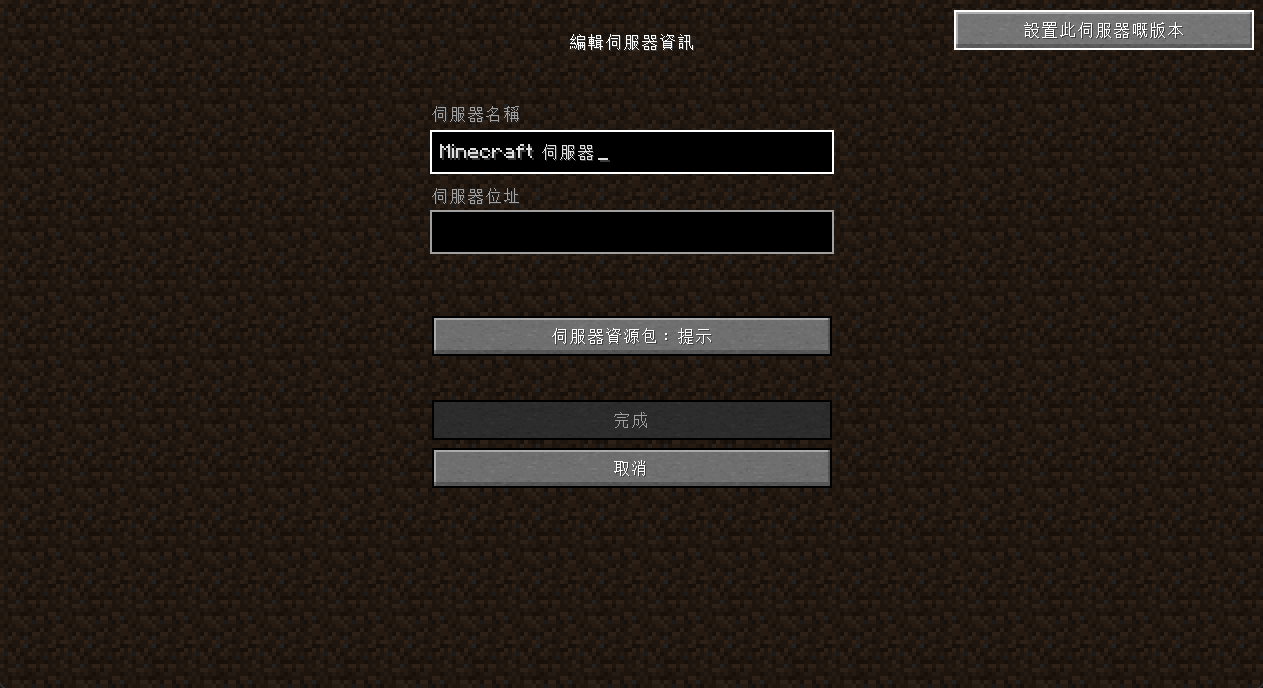 編輯伺服器資訊
設置此伺服器嘅版本
伺服器名稱
Minecraft 伺服器_
伺服器位址
伺服器資源包：提示
完成
取消